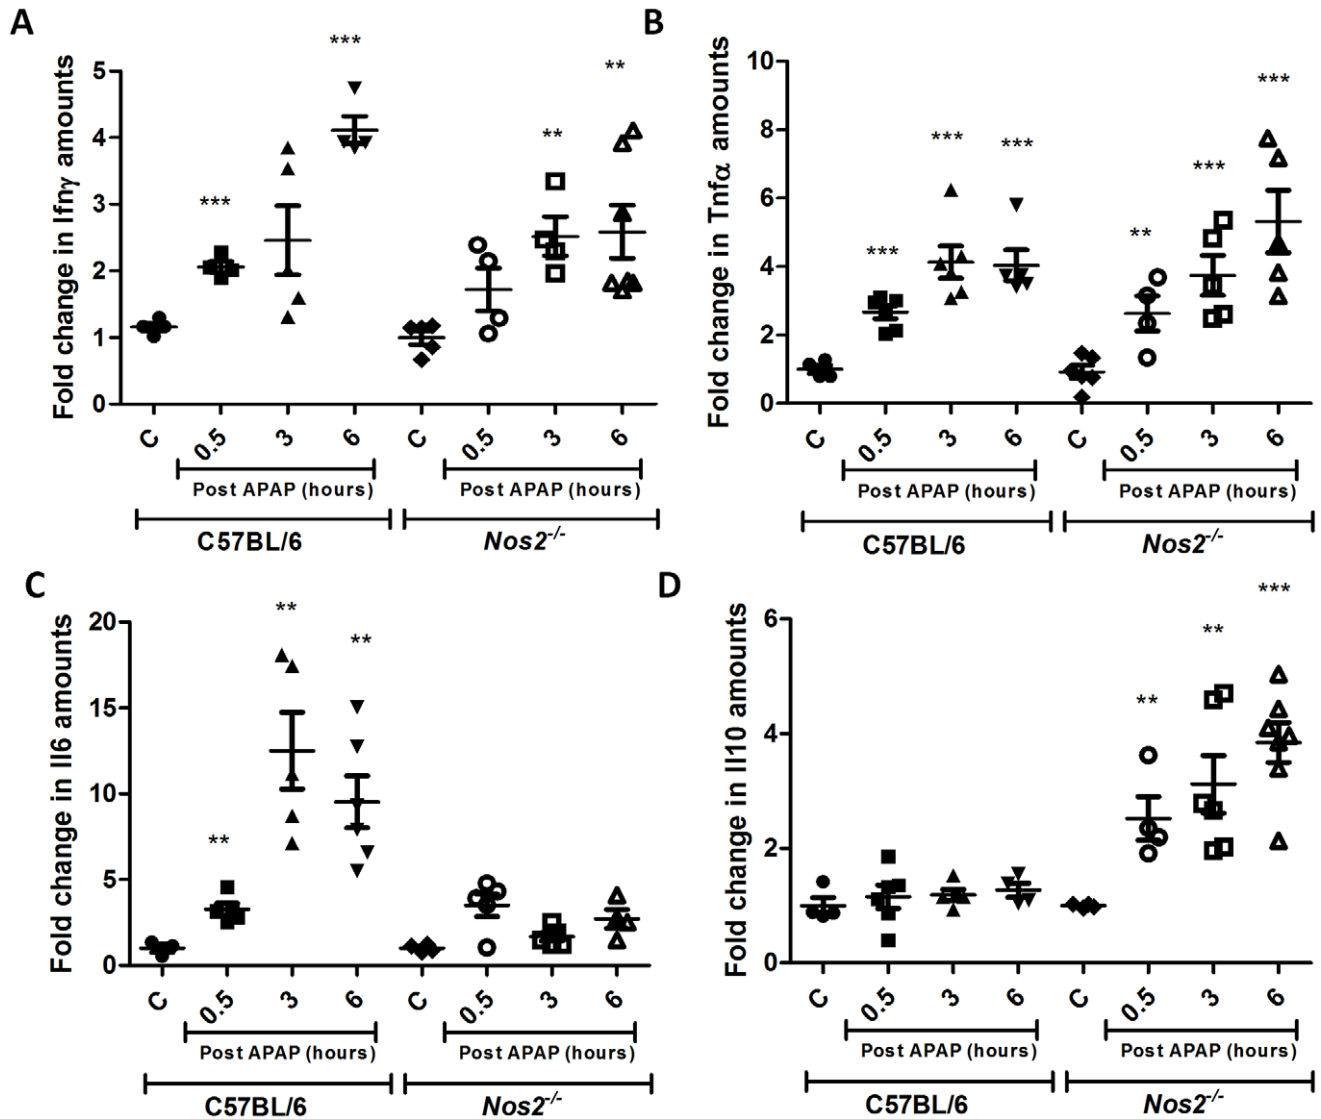 A
Fold change in Ifnγ amounts
5
4
3
2
1
0
***
***
**
**
C 0.5 3 6 C 0.5 3 6
Post APAP (hours) Post APAP (hours)
C57BL/6 Nos2-/-
B
Fold change in Tnfα amounts
10
8
6
4
2
0
***
***
***
**
***
***
C 0.5 3 6 C 0.5 3 6
Post APAP (hours) Post APAP (hours)
C57BL/6 Nos2-/-
C
Fold change in Il6 amounts
20
15
10
5
0
**
**
**
C 0.5 3 6 C 0.5 3 6
Post APAP (hours) Post APAP (hours)
C57BL/6 Nos2-/-
D
Fold change in Il10 amounts
6
4
2
0
**
**
***
C 0.5 3 6 C 0.5 3 6
Post APAP (hours) Post APAP (hours)
C57BL/6 Nos2-/-